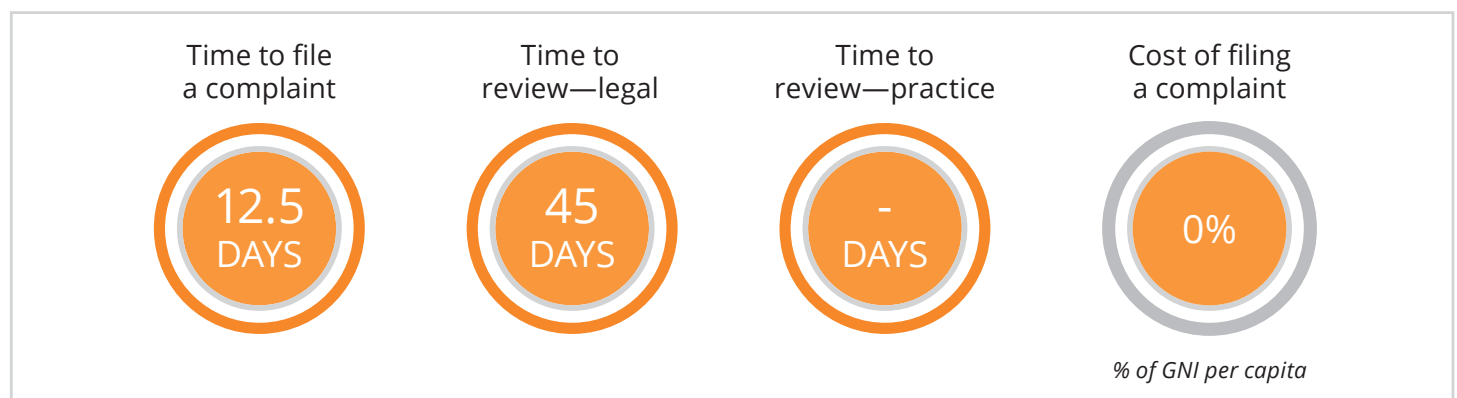 Time to file
a complaint
12.5
DAYS
Time to
review—legal
45
DAYS
Time to
review—practice
-
DAYS
Cost of filing
a complaint
0%
% of GNI per capita